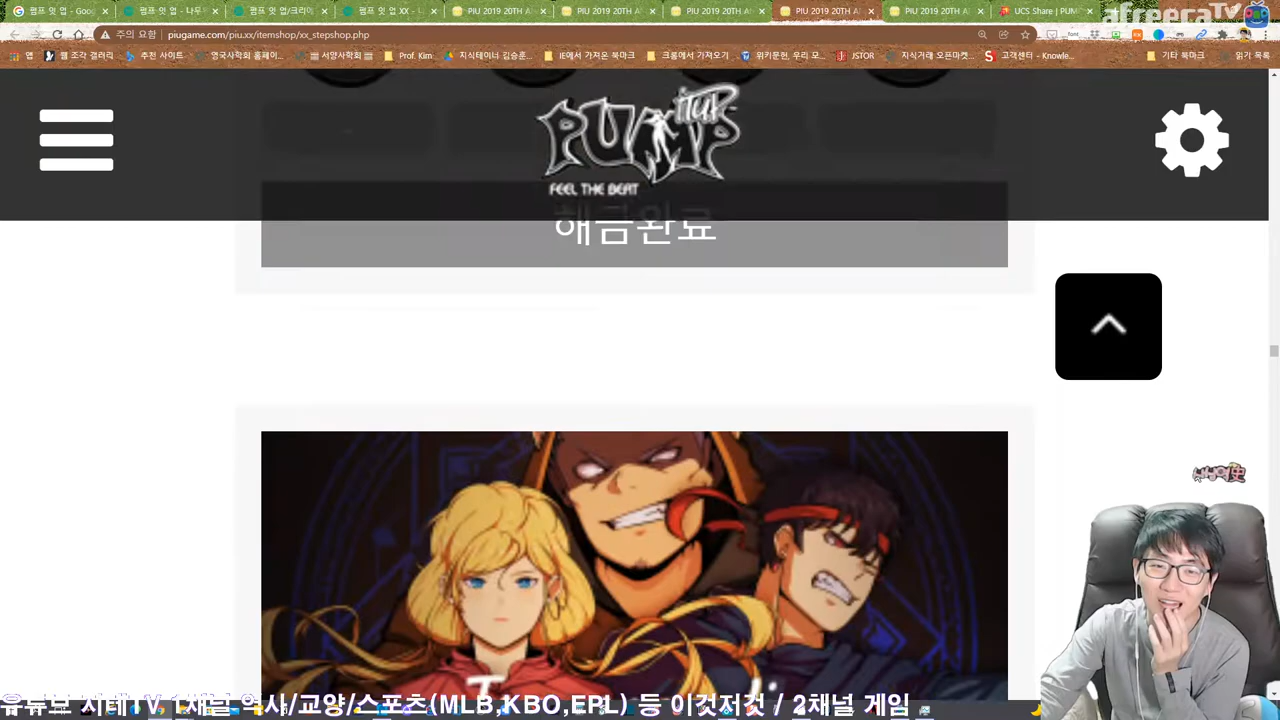 펌프 잇 업 - Goo
펌프 잇 업 - 나무
펌프 잇 업/크리
펌프 잇 업 XX -
PIU 2019 20TH A
PIU 2019 20TH A
PIU 2019 20TH A
PIU 2019 20TH A
PIU 2019 20TH A
UCS Share | PUM
afreecaTV
주의 요함 | piugame.com/piu.xx/itemshop/xx_stepshop.php
앱
웹 조각 갤러리
추천 사이트
영국사학회 홈페이...
서양사학회
Prof. Kim
지식테이너 김승훈...
IE에서 가져온 북마크
크롬에서 가져오기
위키문헌, 우리 모...
JSTOR
지식거래 오픈마켓...
고객센터 - Knowle...
기타 북마크
읽기 목록
PUMP
IT UP
FEEL THE BEAT
해금완료
유튜브 지테TV 1채널 역사/교양/스포츠(MLB,KBO,EPL) 등 이것저것 / 2채널 게임